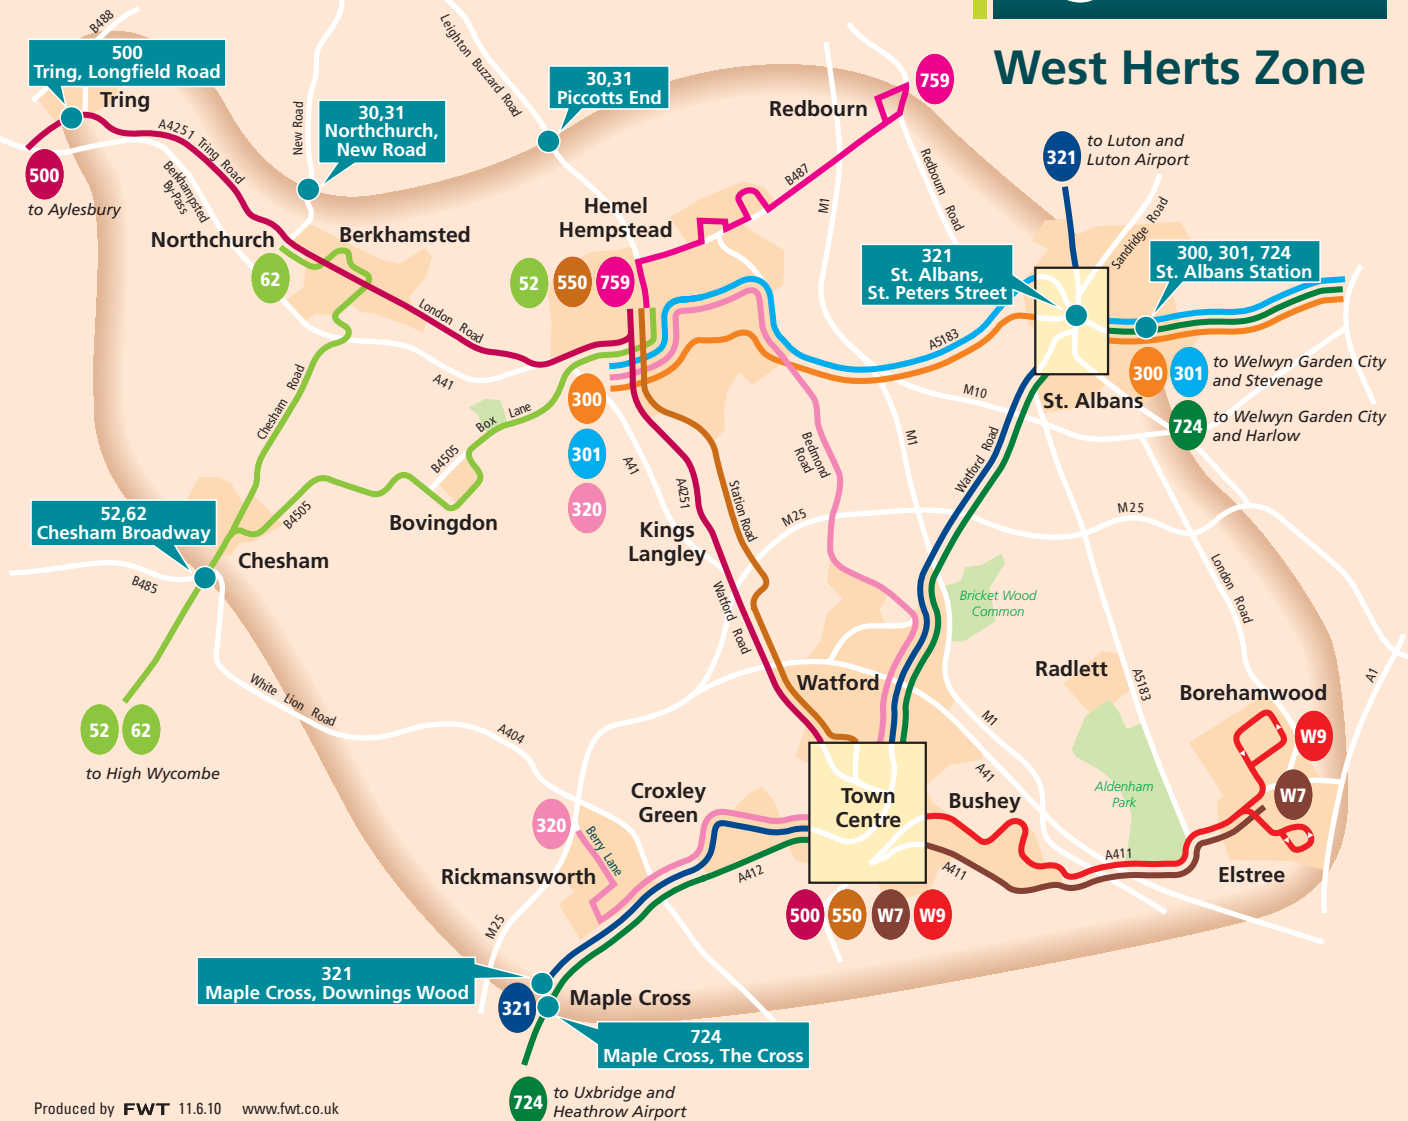 West Herts Zone
B488
500
Tring, Longfield Road
Tring
A4251 Tring Road
500
to Aylesbury
Berkhampsted
By-Pass
New Road
30,31
Northchurch,
New Road
Leighton Buzzard Road
30,31
Piccotts End
Redbourn
759
B487
M1
Redbourn Road
321
to Luton and
Luton Airport
Sandridge Road
Northchurch
62
Berkhamsted
Hemel
Hempstead
52
550
759
321
St. Albans,
St. Peters Street
300, 301, 724
St. Albans Station
London Road
A41
A5183
M10
St. Albans
300
301
to Welwyn Garden City
and Stevenage
724
to Welwyn Garden City
and Harlow
Chesham Road
Box Lane
B4505
B4505
Bovingdon
300
301
320
A41
A4251
Station Road
Kings
Langley
Bedmond
Road
M1
Watford Road
M25
M25
52,62
Chesham Broadway
Chesham
B485
52
62
to High Wycombe
White Lion Road
A404
Watford Road
Bricket Wood
Common
London Road
Watford
Radlett
A5183
A1
Borehamwood
W9
W7
M1
A41
Aldenham
Park
Town
Centre
Bushey
A411
A411
Elstree
Croxley
Green
320
Berry Lane
Rickmansworth
A412
M25
500
550
W7
W9
321
Maple Cross, Downings Wood
321
Maple Cross
724
Maple Cross, The Cross
724
to Uxbridge and
Heathrow Airport
Produced by FWT 11.6.10 www.fwt.co.uk